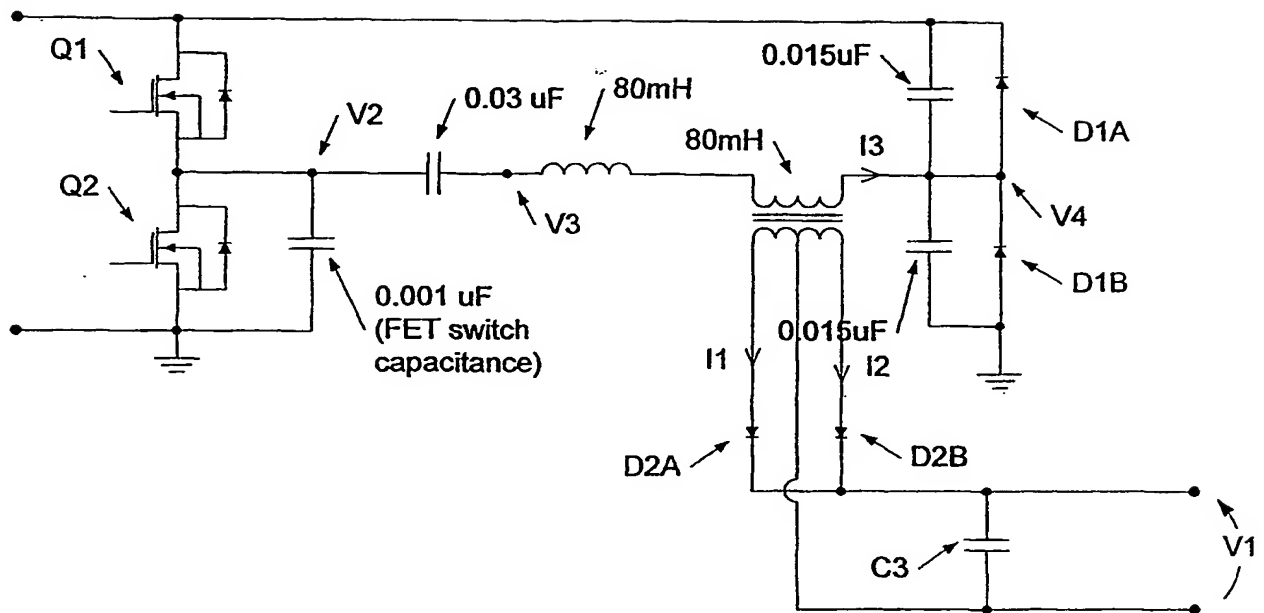 Q1
0.015uF
V2
0.03 uF
80mH
80mH
I3
D1A
Q2
V3
V4
D1B
0.001 uF
(FET switch
capacitance)
0.015uF
I1
I2
D2A
D2B
C3
V1